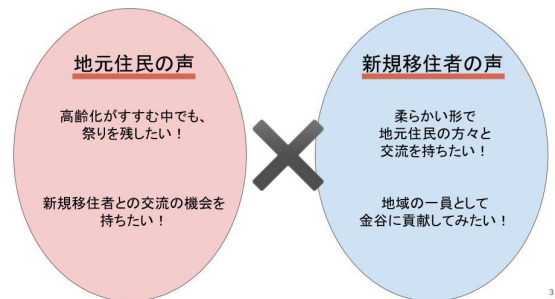 地元住民の声
高齢化がすすむ中でも、
祭りを残したい！
新規移住者との交流の機会を
持ちたい！
新規移住者の声
柔らかい形で
地元住民の方々と
交流を持ちたい！
地域の一員として
金谷に貢献してみたい！
3